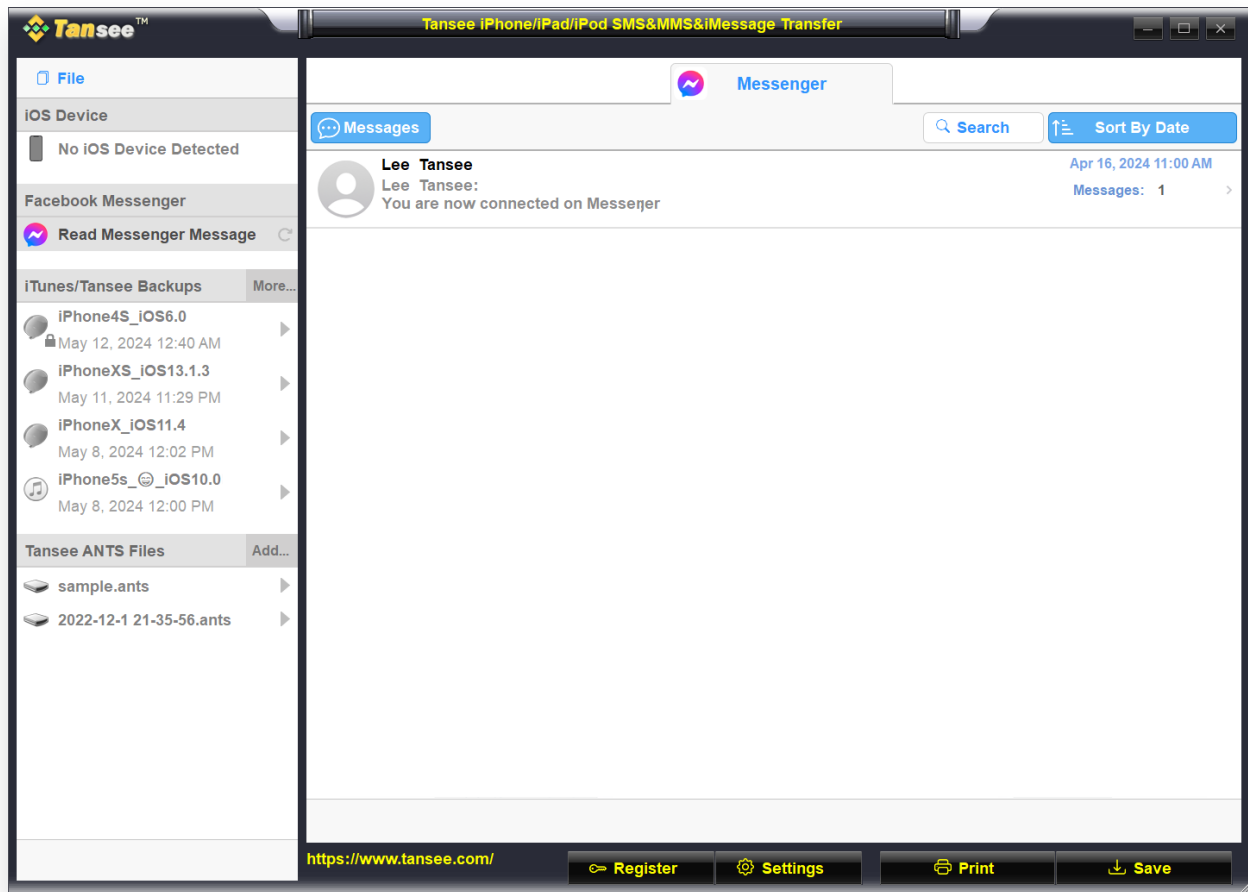 Tansee™
Tansee iPhone/iPad/iPod SMS&MMS&iMessage Transfer
File
iOS Device
No iOS Device Detected
Facebook Messenger
Read Messenger Message
iTunes/Tansee Backups More...
iPhone4S_iOS6.0
May 12, 2024 12:40 AM
iPhoneXS_iOS13.1.3
May 11, 2024 11:29 PM
iPhoneX_iOS11.4
May 8, 2024 12:02 PM
iPhone5s_😁_iOS10.0
May 8, 2024 12:00 PM
Tansee ANTS Files Add...
sample.ants
2022-12-1 21-35-56.ants
Messenger
Messages Search Sort By Date
Lee Tansee Apr 16, 2024 11:00 AM
Lee Tansee: Messages: 1
You are now connected on Messeņer
https://www.tansee.com/
Register Settings Print Save